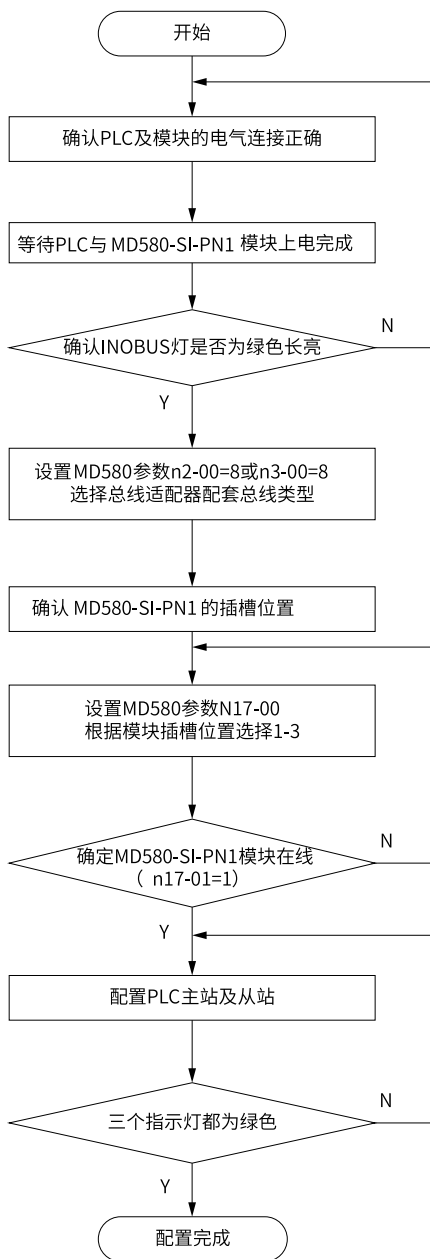 开始
确认PLC及模块的电气连接正确
等待PLC与 MD580-SI-PN1 模块上电完成
确认INOBUS灯是否为绿色长亮
N
Y
设置MD580参数n2-00=8或n3-00=8
选择总线适配器配套总线类型
确认 MD580-SI-PN1 的插槽位置
设置MD580参数N17-00
根据模块插槽位置选择1-3
确定MD580-SI-PN1模块在线
（ n17-01=1）
N
Y
配置PLC主站及从站
三个指示灯都为绿色
N
Y
配置完成